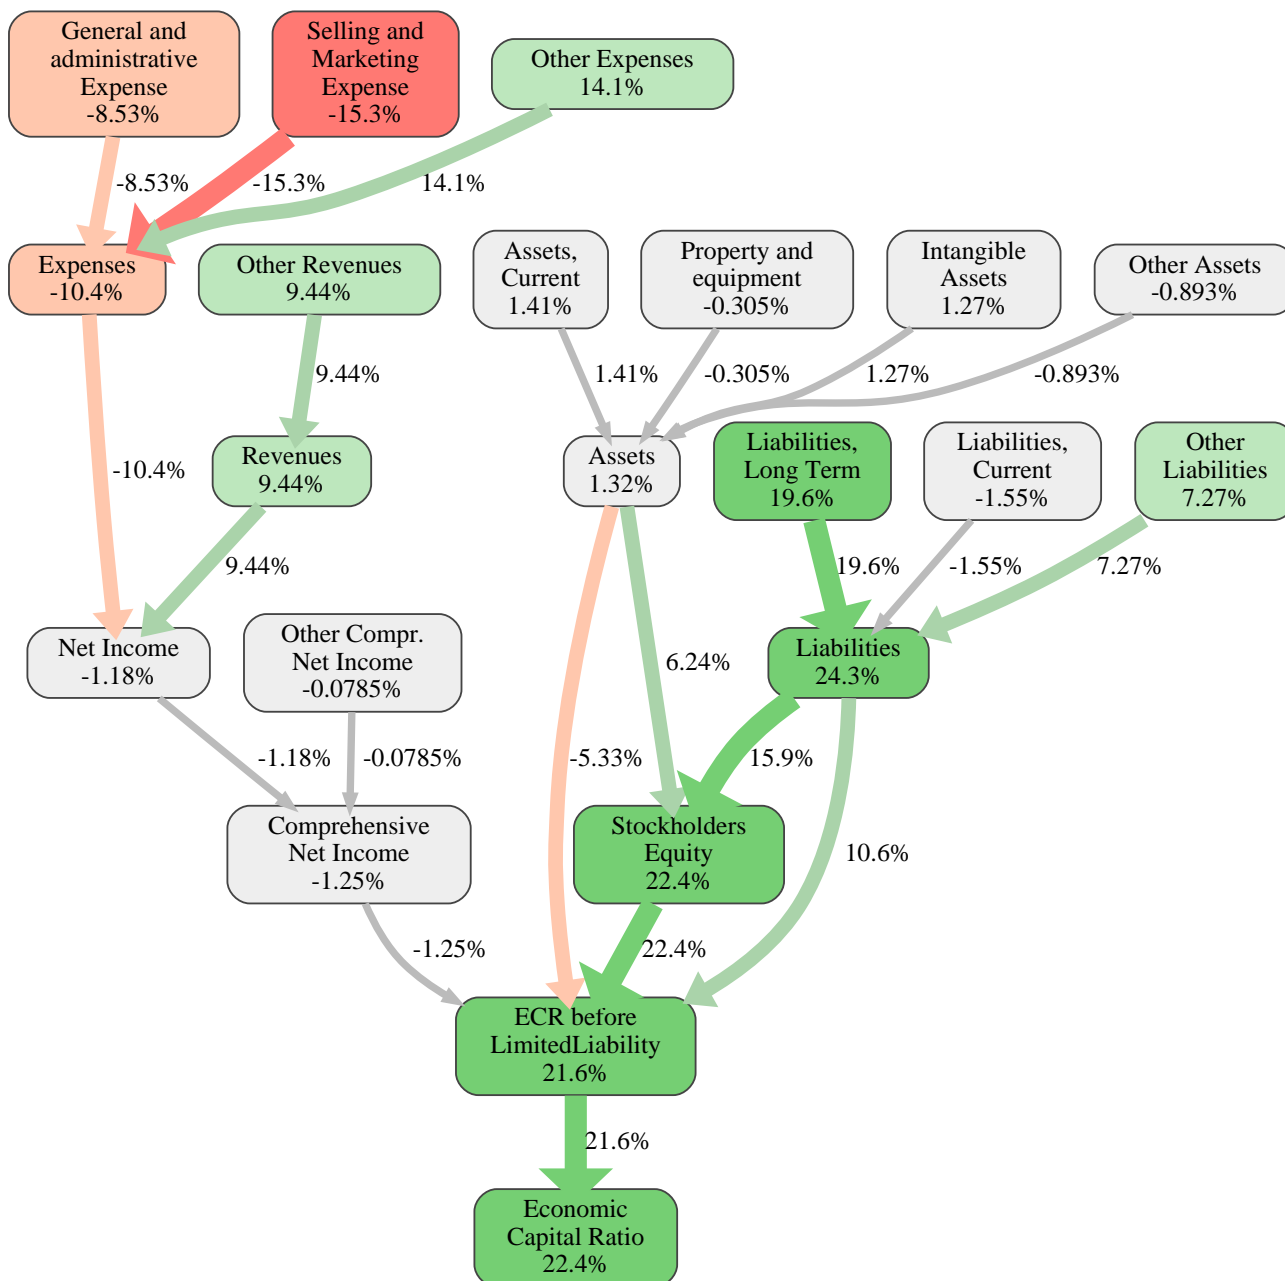 General and
administrative
Expense
-8.53%
Selling and
Marketing
Expense
-15.3%
Other Expenses
14.1%
-8.53%
-15.3%
14.1%
Expenses
-10.4%
Other Revenues
9.44%
Assets,
Current
1.41%
Property and
equipment
-0.305%
Intangible
Assets
1.27%
Other Assets
-0.893%
9.44%
1.41%
-0.305%
1.27%
-0.893%
-10.4%
Revenues
9.44%
Assets
1.32%
Liabilities,
Long Term
19.6%
Liabilities,
Current
-1.55%
Other
Liabilities
7.27%
9.44%
19.6%
-1.55%
7.27%
Net Income
-1.18%
Other Compr.
Net Income
-0.0785%
6.24%
Liabilities
24.3%
-1.18%
-0.0785%
-5.33%
15.9%
Comprehensive
Net Income
-1.25%
Stockholders
Equity
22.4%
10.6%
-1.25%
22.4%
ECR before
LimitedLiability
21.6%
21.6%
Economic
Capital Ratio
22.4%